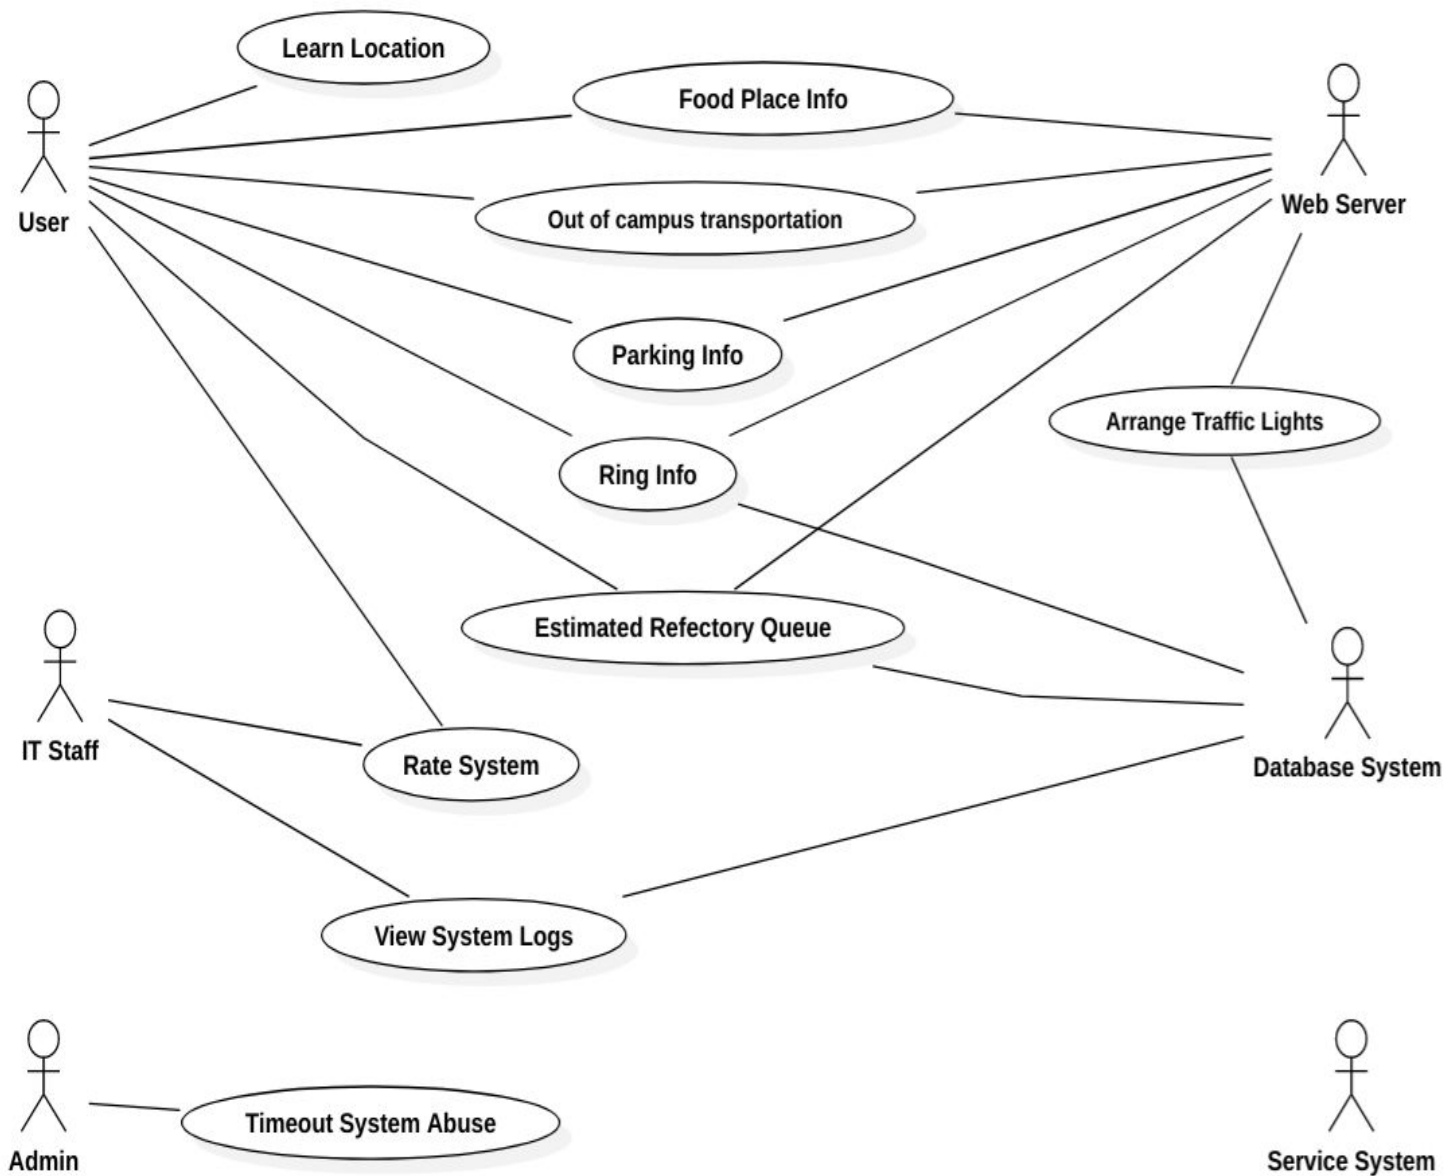 Learn Location
Food Place Info
User
Web Server
Out of campus transportation
Parking Info
Arrange Traffic Lights
Ring Info
Estimated Refectory Queue
IT Staff
Rate System
Database System
View System Logs
Timeout System Abuse
Admin
Service System